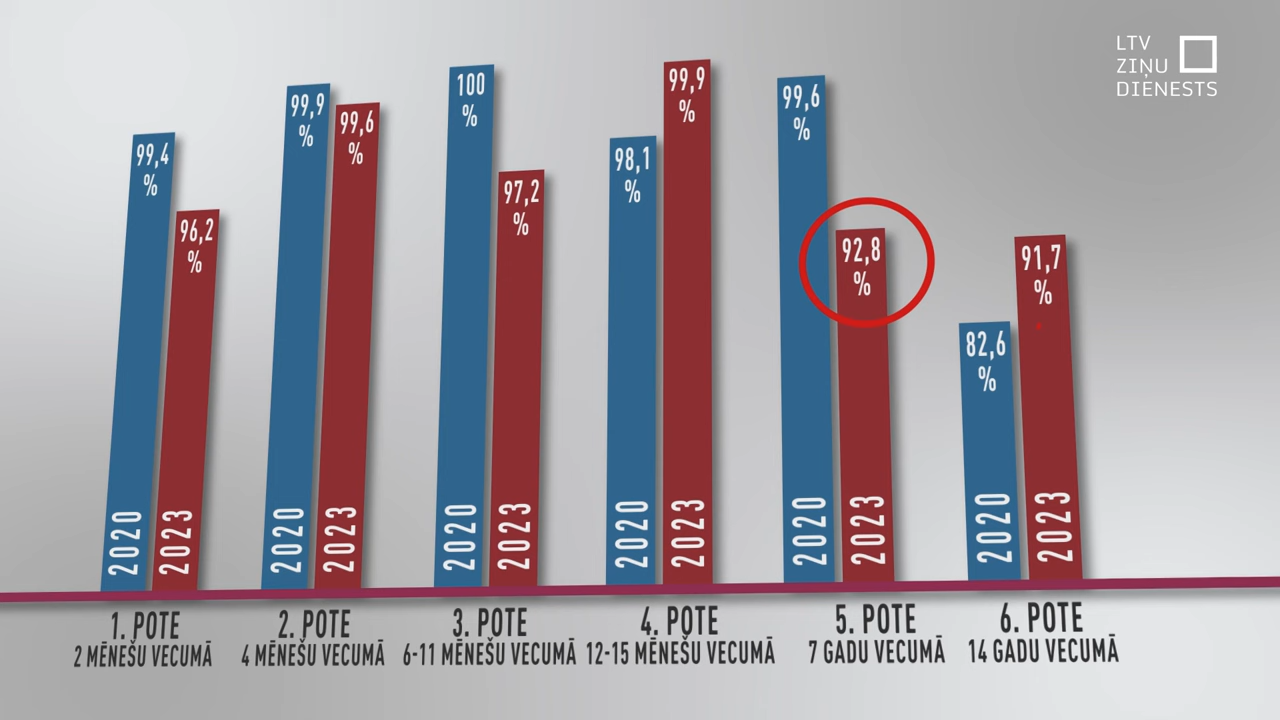 LTV
ZIŅU
DIENESTS
99,4
%
96,2
%
99,9
%
99,6
%
100
%
97,2
%
98,1
%
99,9
%
99,6
%
92,8
%
82,6
%
91,7
%
2020
2023
2020
2023
2020
2023
2020
2023
2020
2023
2020
2023
1. POTE
2 MĒNEŠU VECUMĀ
2. POTE
4 MĒNEŠU VECUMĀ
3. POTE
6-11 MĒNEŠU VECUMĀ
4. POTE
12-15 MĒNEŠU VECUMĀ
5. POTE
7 GADU VECUMĀ
6. POTE
14 GADU VECUMĀ